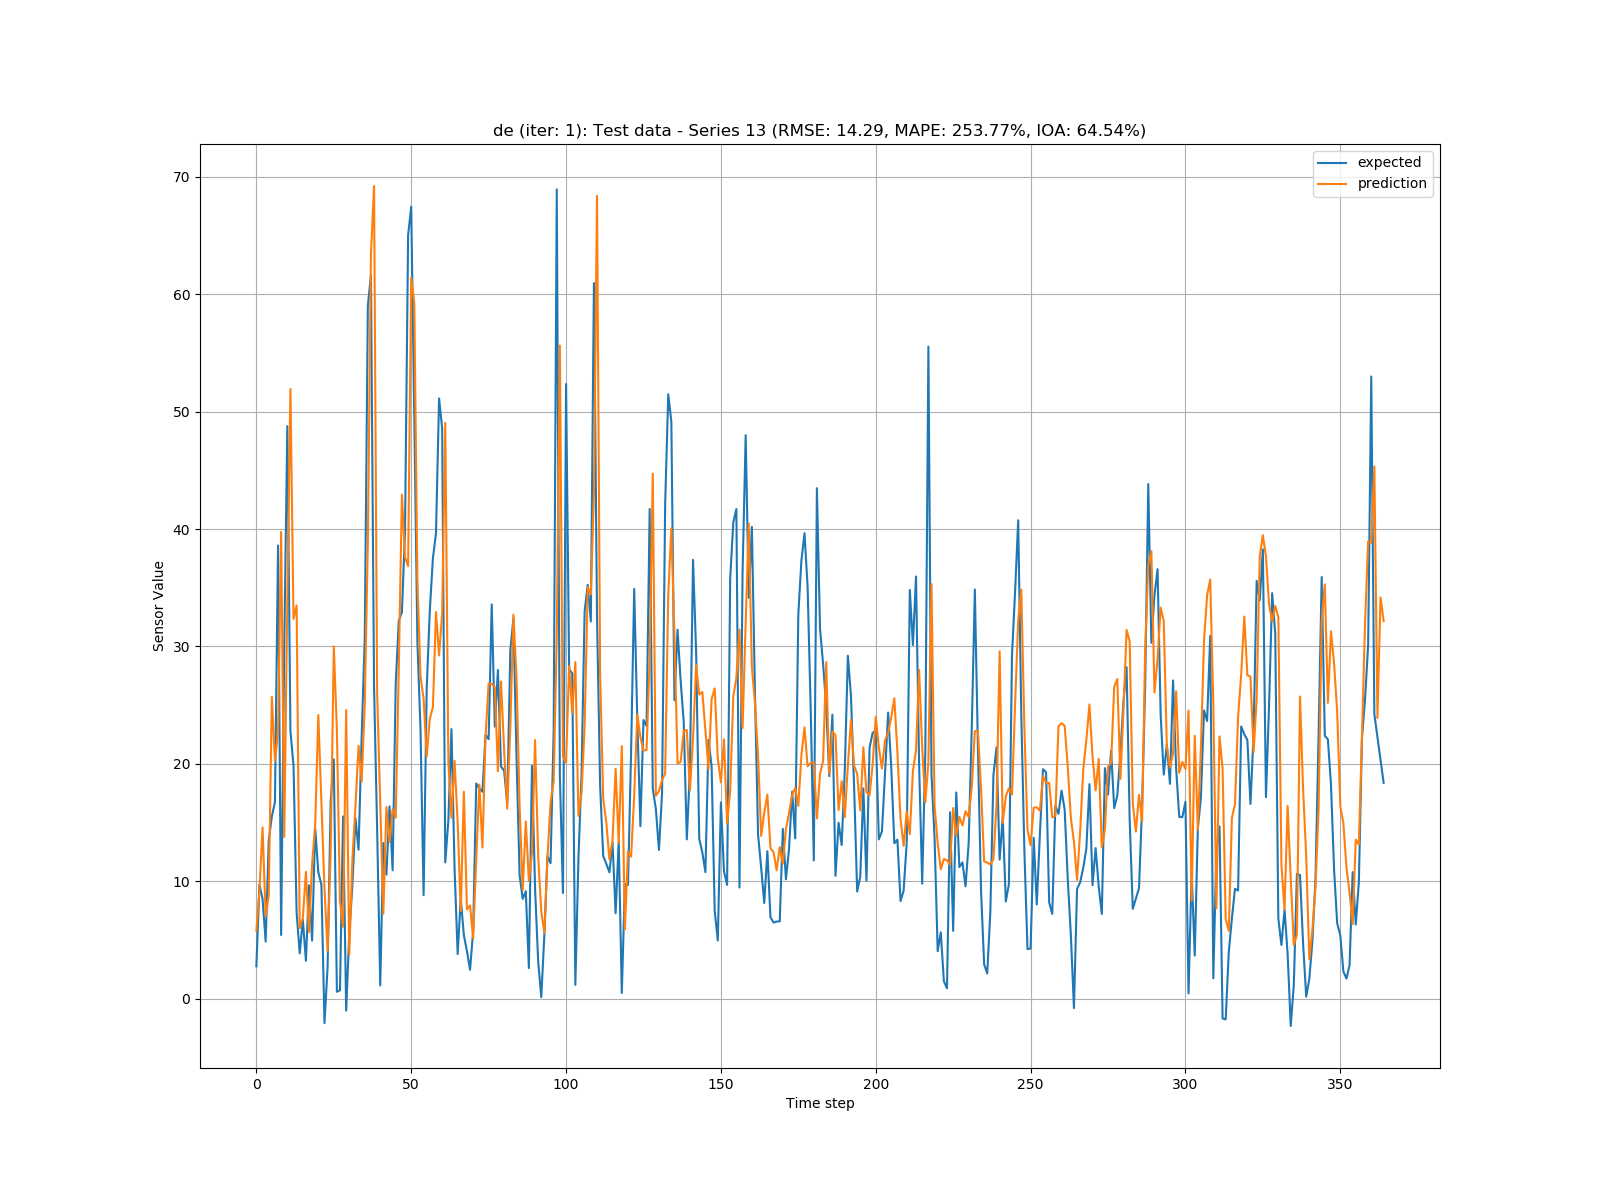 de (iter: 1): Test data - Series 13 (RMSE: 14.29, MAPE: 253.77%, IOA: 64.54%)
expected
prediction
70
60
50
40
30
20
10
0
Sensor Value
0 50 100 150 200 250 300 350
Time step